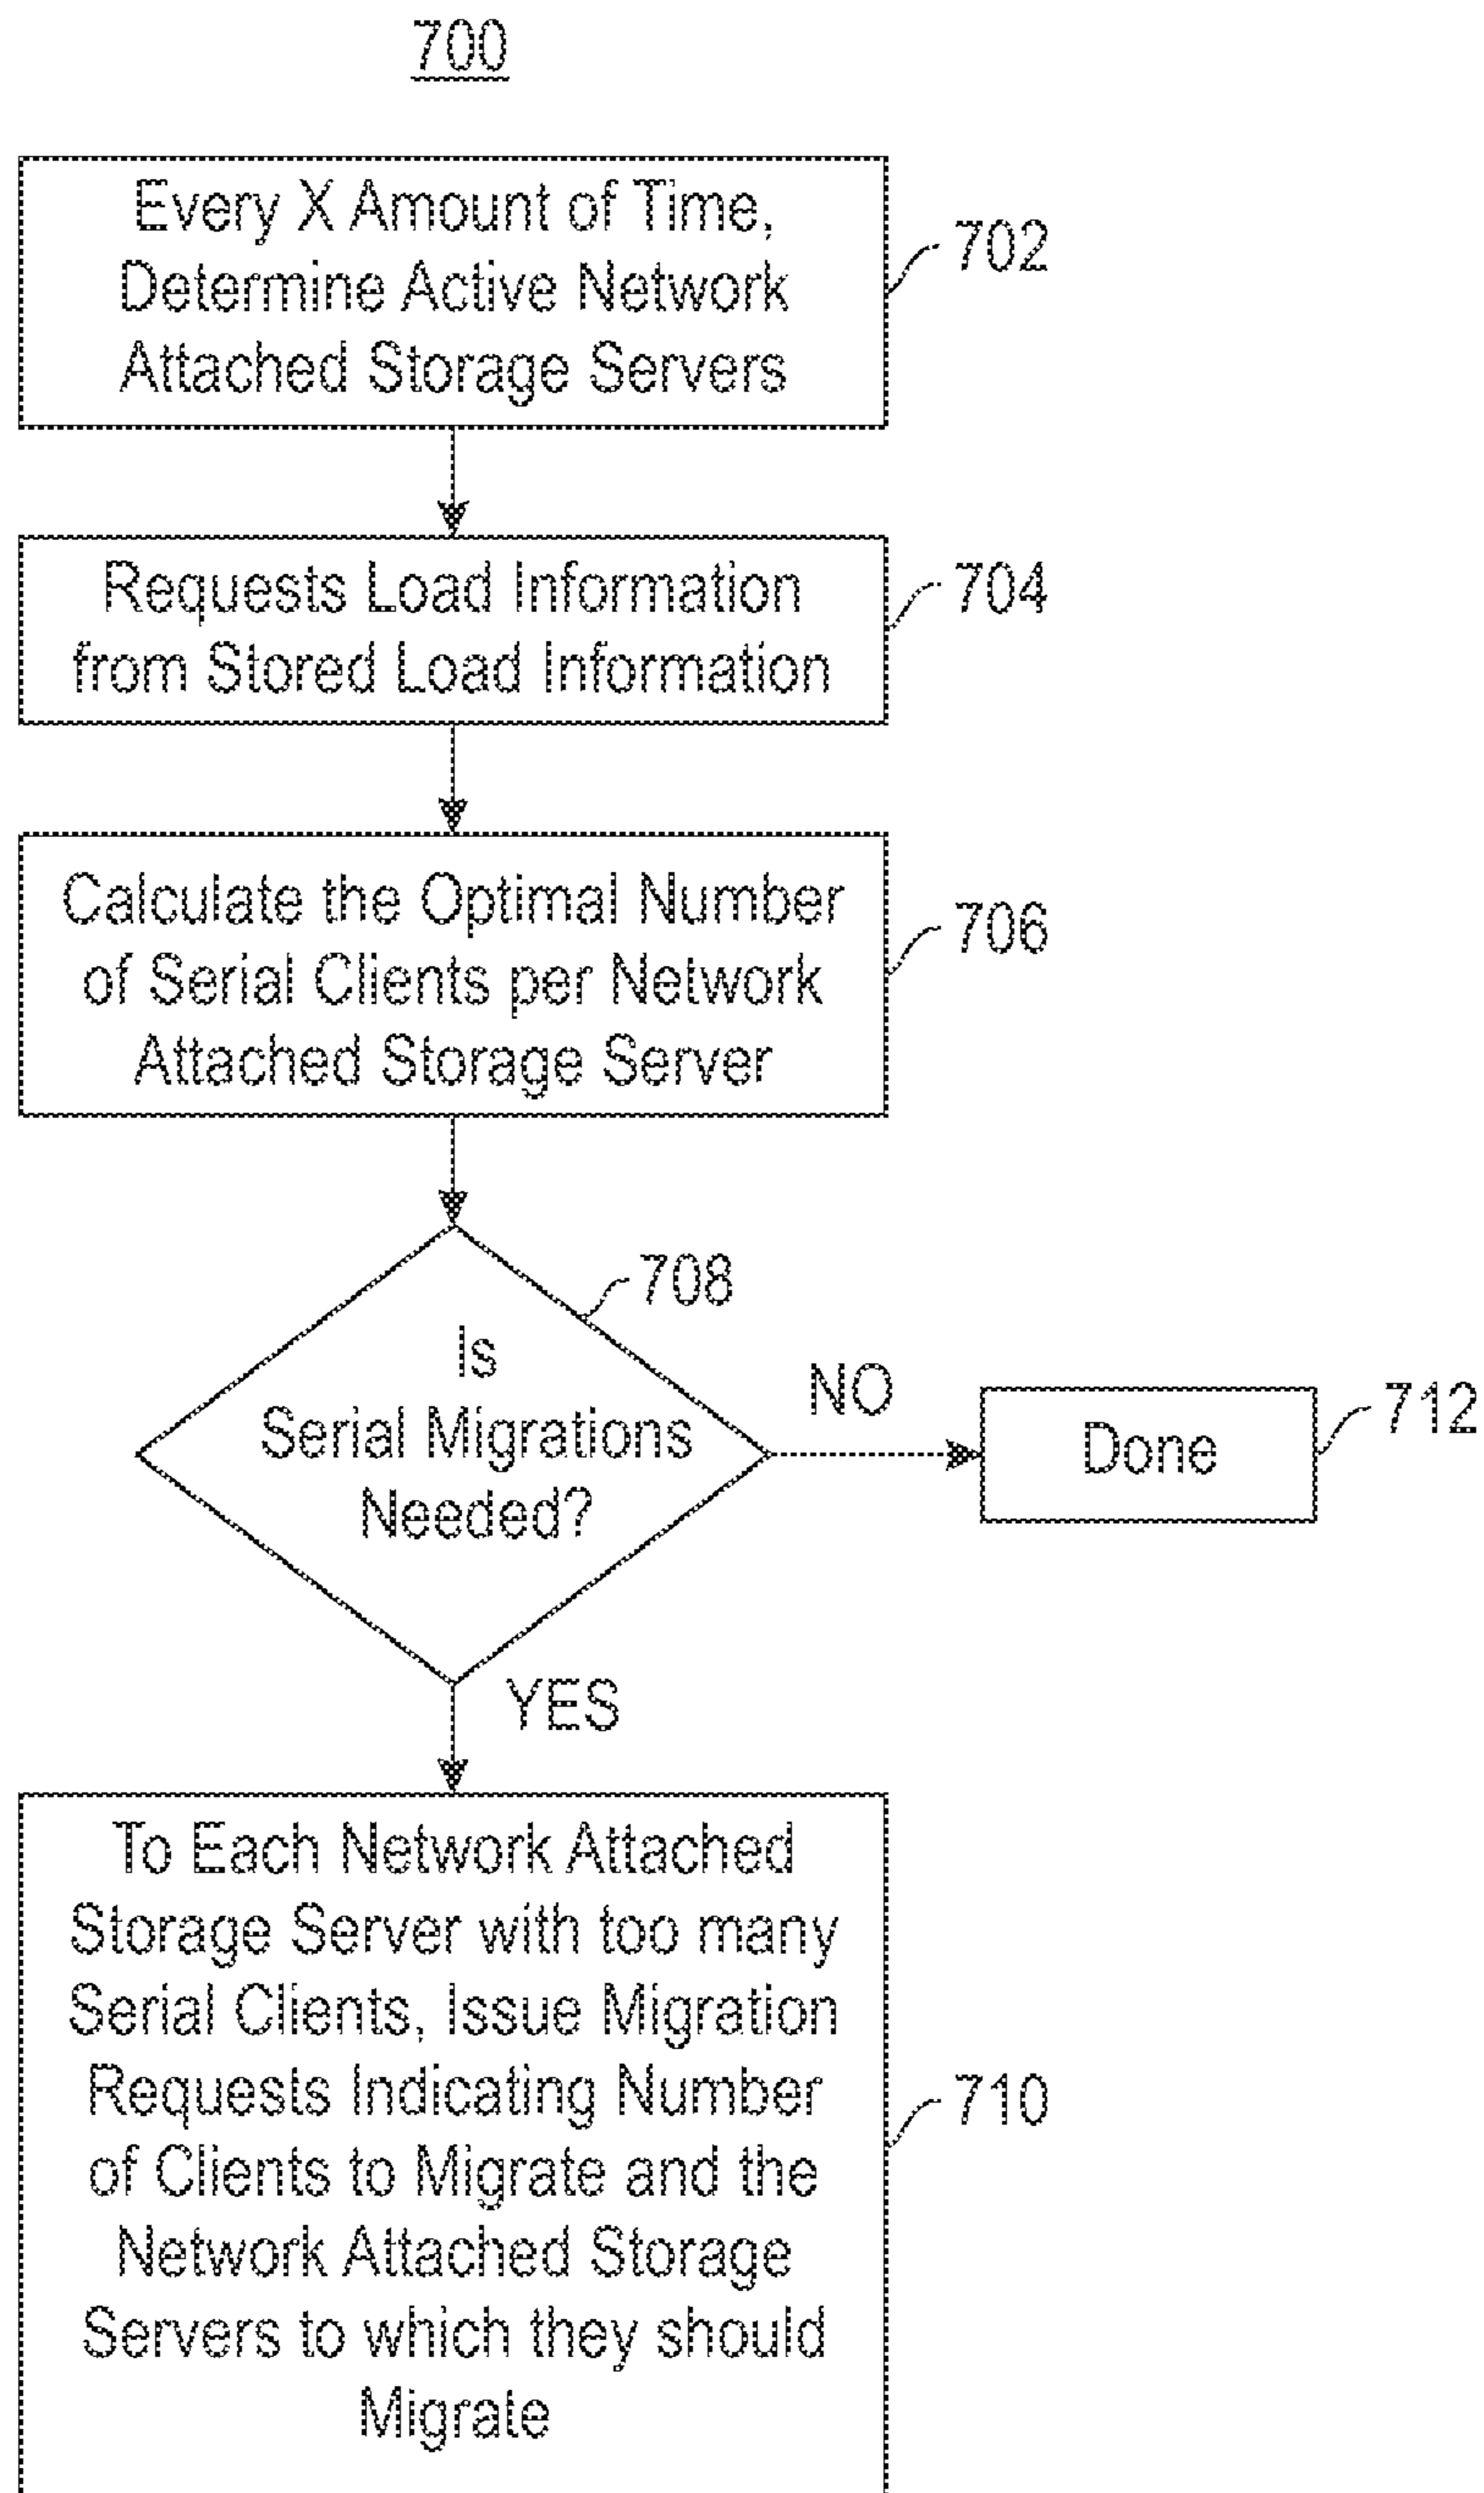 700
Every X Amount of Time,
Determine Active Network
Attached Storage Servers
702
Requests Load Information
from Stored Load Information
704
Calculate the Optimal Number
of Serial Clients per Network
Attached Storage Server
706
708
Is
Serial Migrations
Needed?
NO
Done
712
YES
To Each Network Attached
Storage Server with too many
Serial Clients, Issue Migration
Requests Indicating Number
of Clients to Migrate and the
Network Attached Storage
Servers to which they should
Migrate
710